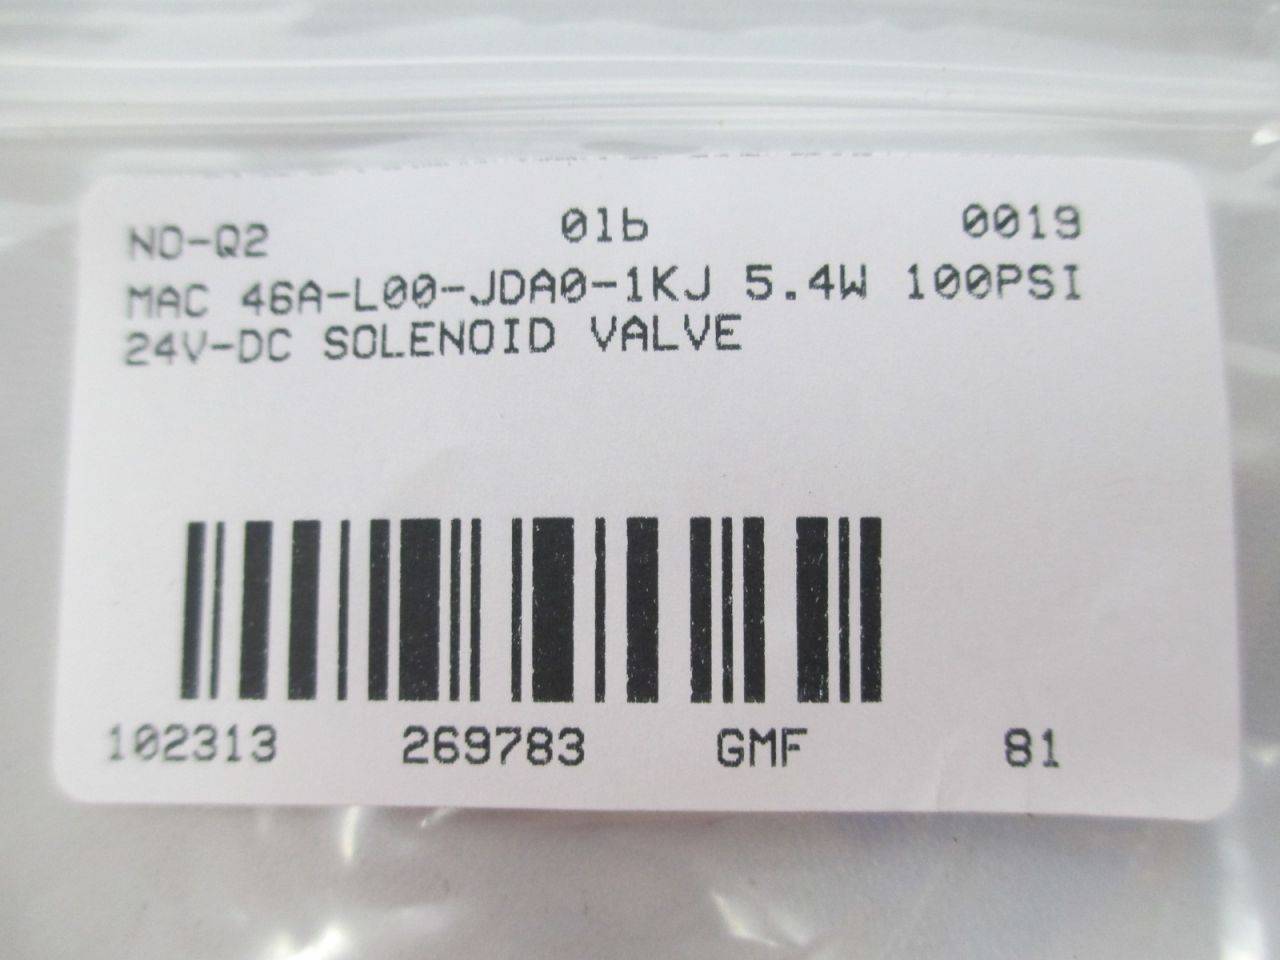 NO-Q2 01b 0019
MAC 46A-L00-JDA0-1KJ 5.4W 100PSI
24V-DC SOLENOID VALVE
102313 269783 GMF 81